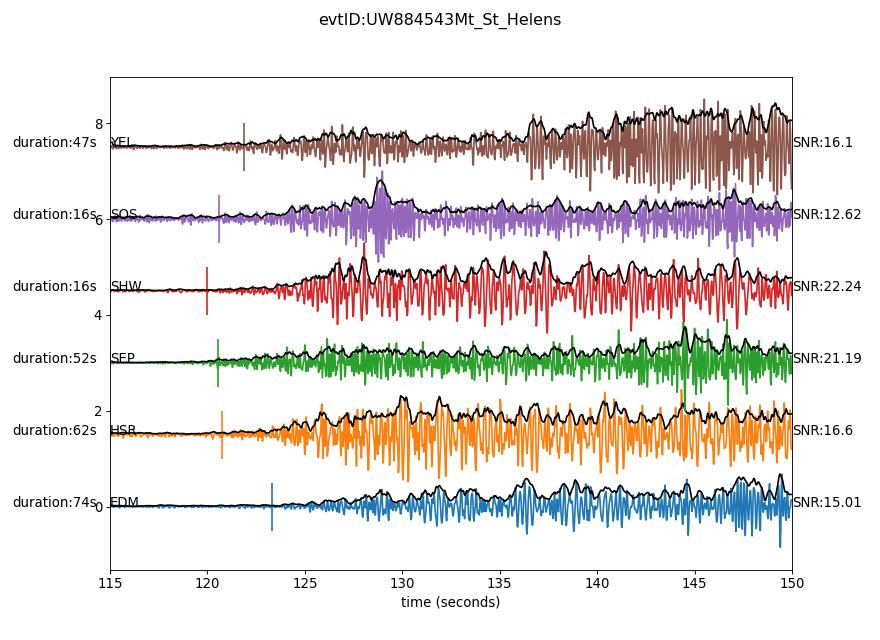 evtID:UW884543Mt_St_Helens
8
duration:47s YEL SNR:16.1
duration:16s SOS SNR:12.62
6
duration:16s SHW SNR:22.24
4
duration:52s SEP SNR:21.19
2
duration:62s HSR SNR:16.6
duration:74s 0 EDM SNR:15.01
115 120 125 130 135 140 145 150
time (seconds)